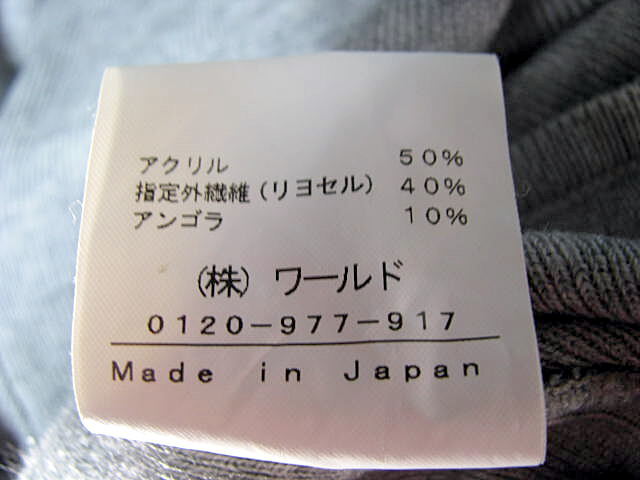 アクリル 50%
指定外繊維(リヨセル) 40%
アンゴラ 10%
(株)ワールド
0120-977-917
Made in Japan